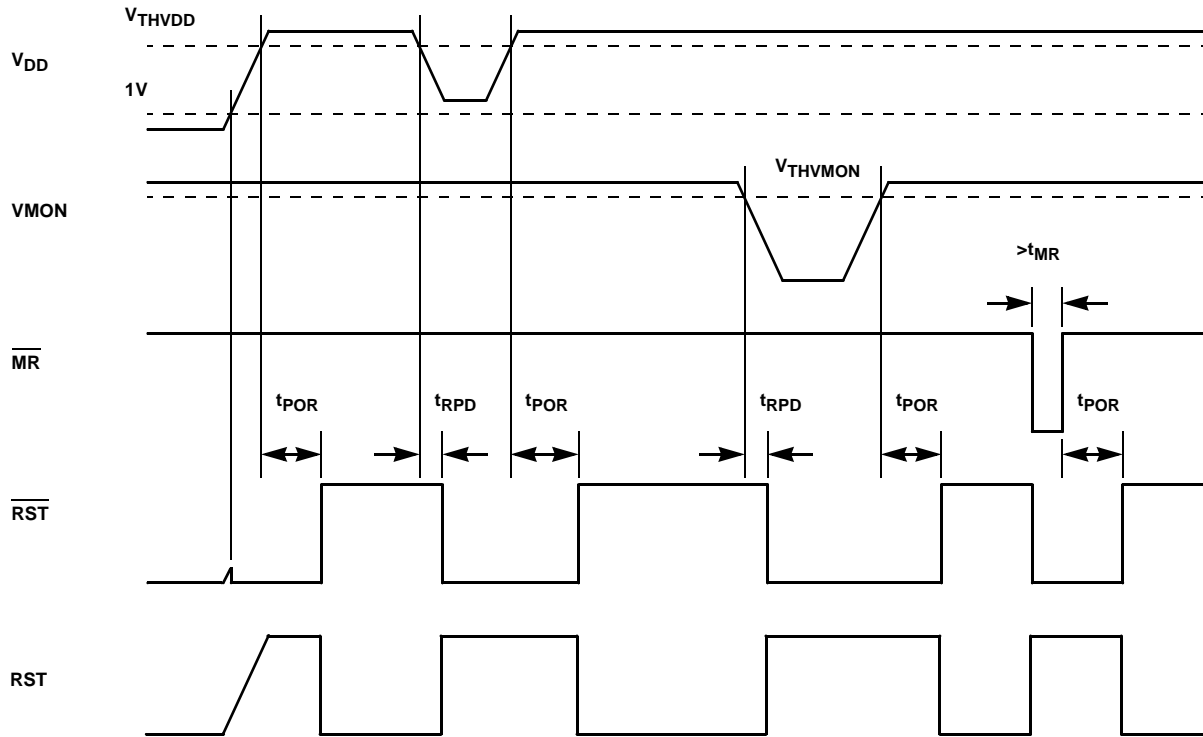 VTHVDD
VDD
1V
VTHVMON
VMON
>tMR
MR
tPOR tRPD tPOR tRPD tPOR tPOR
RST
RST